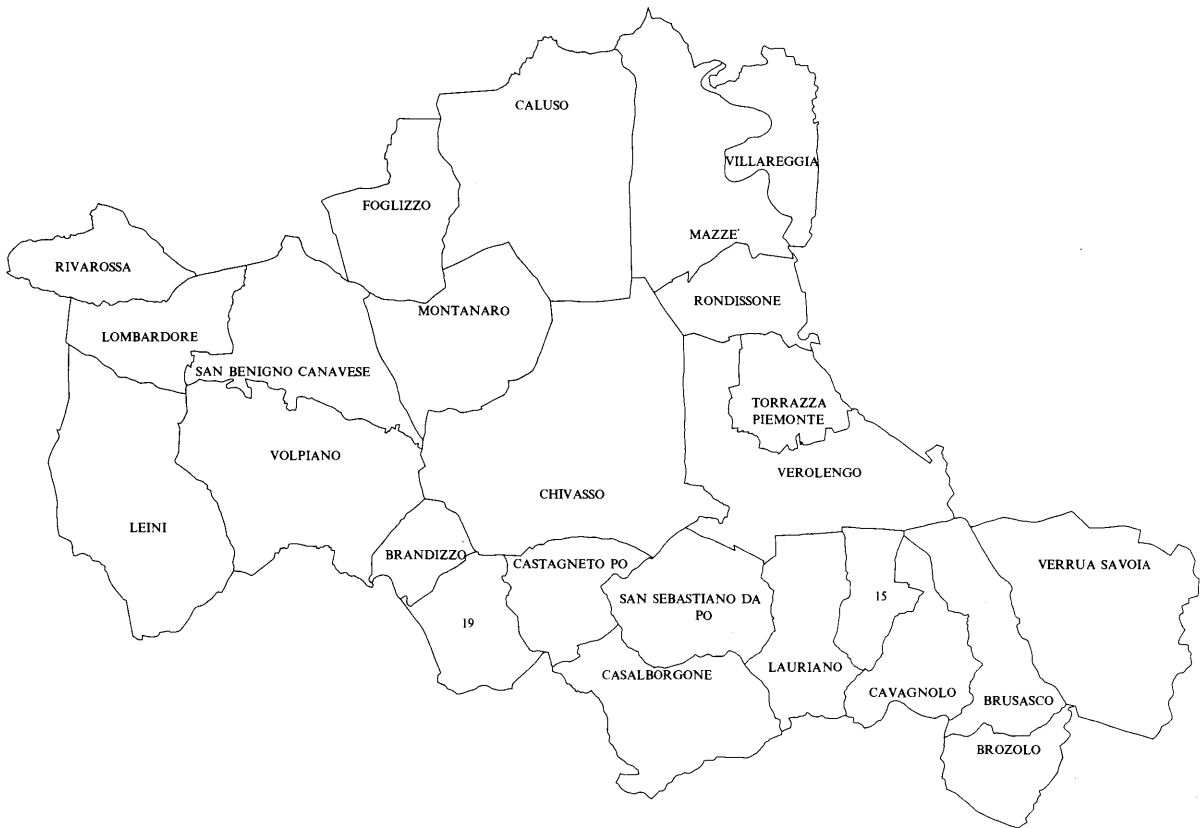 CALUSO
VILLAREGGIA
FOGLIZZO
MAZZE`
RIVAROSSA
RONDISSONE
MONTANARO
LOMBARDORE
SAN BENIGNO CANAVESE
TORRAZZA
PIEMONTE
VOLPIANO
VEROLENGO
CHIVASSO
LEINI
BRANDIZZO
CASTAGNETO PO
VERRUA SAVOIA
SAN SEBASTIANO DA
PO
15
19
LAURIANO
CASALBORGONE
CAVAGNOLO
BRUSASCO
BROZOLO